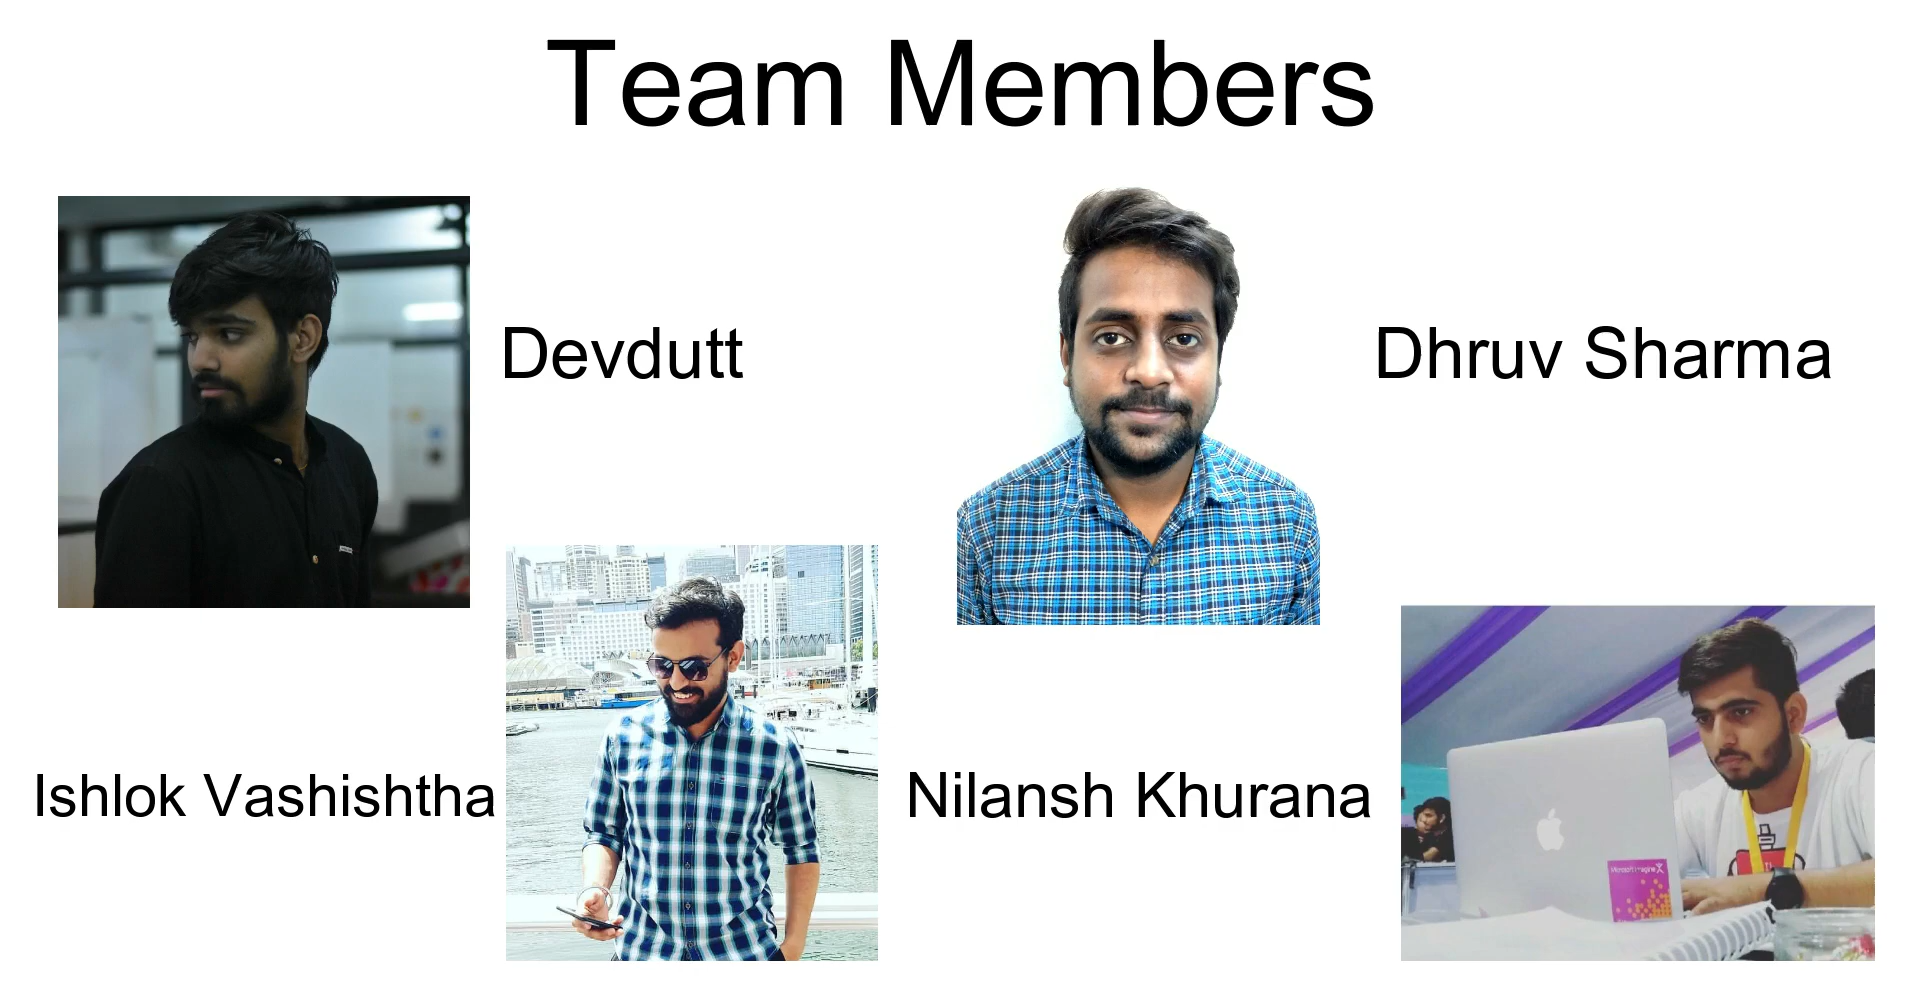 Team Members
Devdutt
Dhruv Sharma
Ishlok Vashishtha
Nilansh Khurana